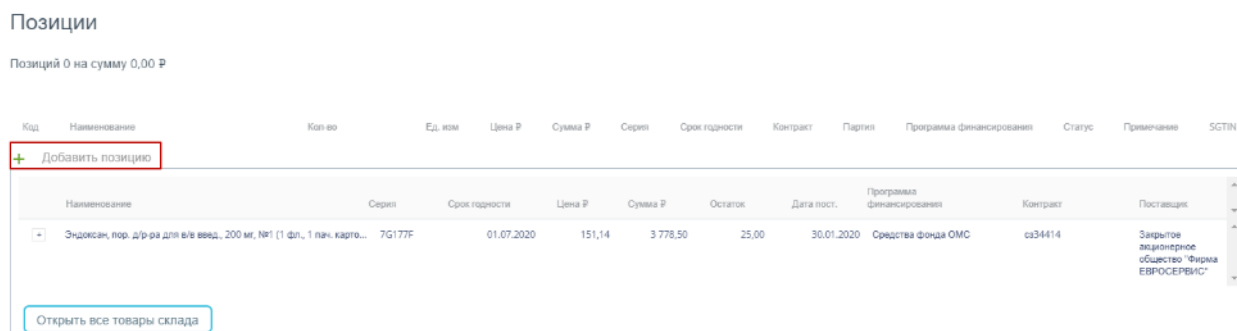 Позиции
Позиций 0 на сумму 0,00 ₽
Код Наименование Кол-во Ед. изм Цена ₽ Сумма ₽ Серия Срок годности Контракт Партия Программа финансирования Статус Примечание SGTIN
+ Добавить позицию
Наименование Серия Срок годности Цена ₽ Сумма ₽ Остаток Дата пост. Программа финансирования Контракт Поставщик
+ Эндоксан, пор. д/р-ра для в/в введ., 200 мг, №1 (1 фл., 1 пач. карто... 7G177F 01.07.2020 151,14 3 778,50 25,00 30.01.2020 Средства фонда ОМС сз34414 Закрытое
акционерное
общество "Фирма
ЕВРОСЕРВИС"
Открыть все товары склада